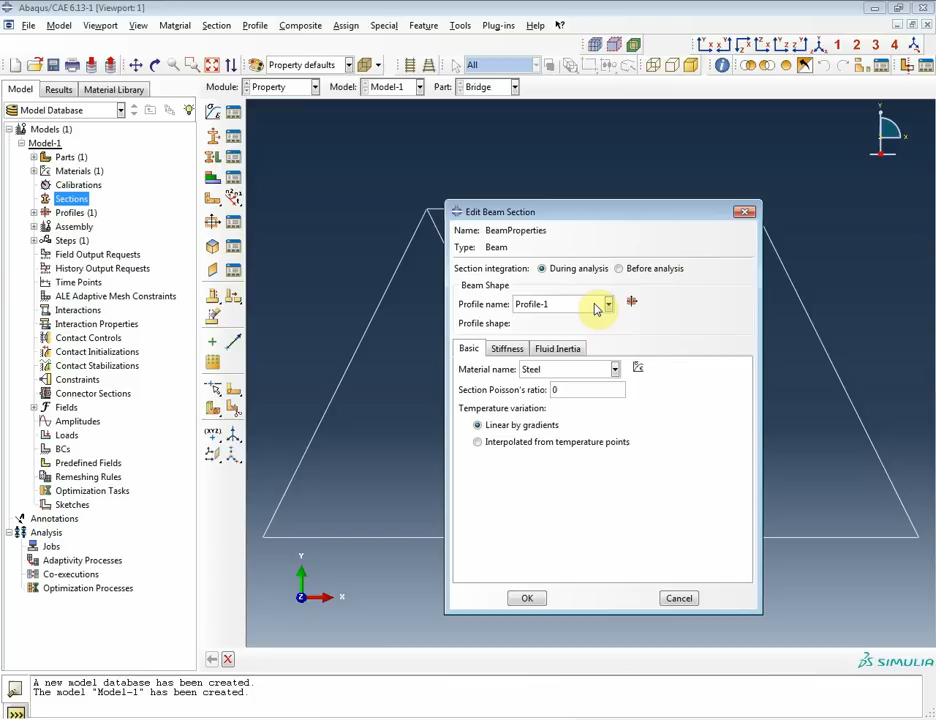 Abaqus/CAE 6.13-1 [Viewport: 1]
File Model Viewport View Material Section Profile Composite Assign Special Feature Tools Plug-ins Help
Property defaults All 1 2 3 4
Model Results Material Library Module: Property Model: Model-1 Part: Bridge
Model Database
Models (1)
Model-1
Parts (1)
Materials (1)
Calibrations
Sections
Profiles (1)
Assembly
Steps (1)
Field Output Requests
History Output Requests
Time Points
ALE Adaptive Mesh Constraints
Interactions
Interaction Properties
Contact Controls
Contact Initializations
Contact Stabilizations
Constraints
Connector Sections
Fields
Amplitudes
Loads
BCs
Predefined Fields
Remeshing Rules
Optimization Tasks
Sketches
Annotations
Analysis
Jobs
Adaptivity Processes
Co-executions
Optimization Processes
(XYZ)
Y
X
Edit Beam Section
Name: BeamProperties
Type: Beam
Section integration: During analysis Before analysis
Beam Shape
Profile name: Profile-1
Profile shape:
Basic Stiffness Fluid Inertia
Material name: Steel
Section Poisson's ratio: 0
Temperature variation:
Linear by gradients
Interpolated from temperature points
OK Cancel
Y
Z X
SIMULIA
A new model database has been created.
The model "Model-1" has been created.
>>>